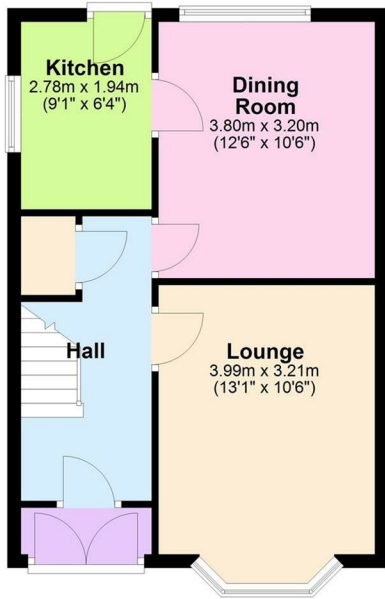 Kitchen
2.78m x 1.94m
(9'1" x 6'4")
Dining
Room
3.80m x 3.20m
(12'6" x 10'6")
Hall
Lounge
3.99m x 3.21m
(13'1" x 10'6")